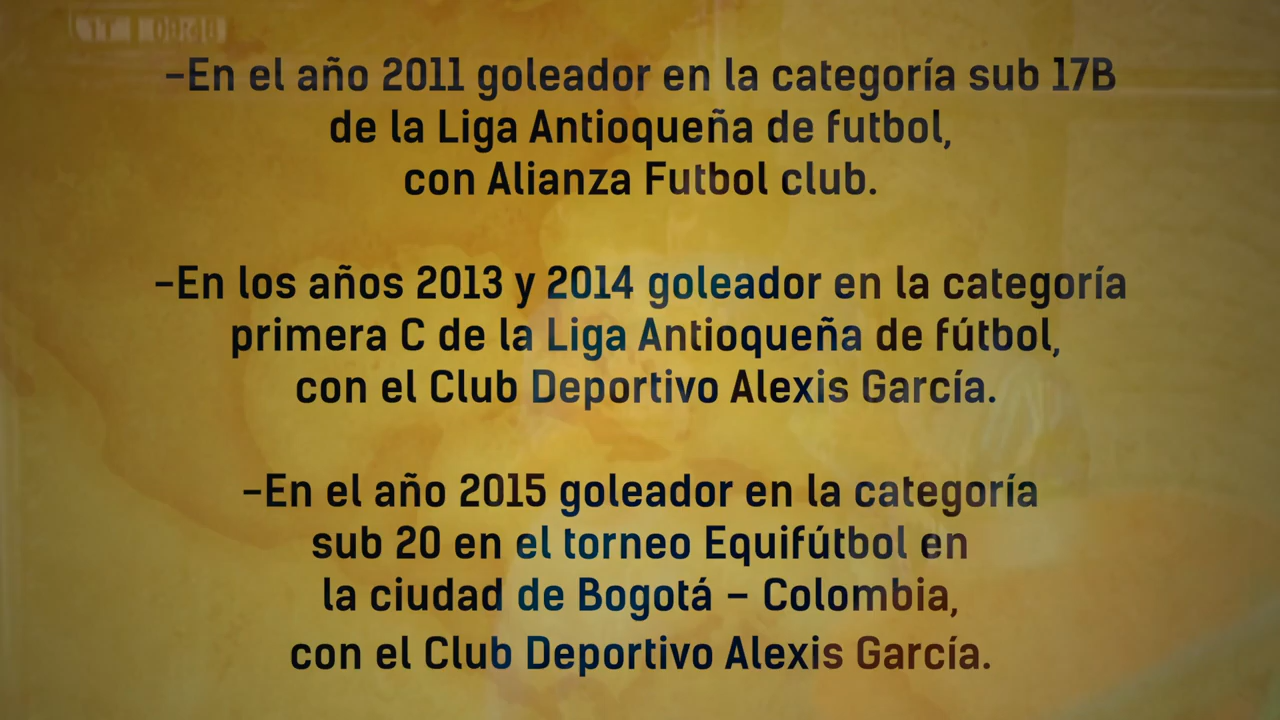 1T 00:38
-En el año 2011 goleador en la categoría sub 17B
de la Liga Antioqueña de futbol,
con Alianza Futbol club.
-En los años 2013 y 2014 goleador en la categoría
primera C de la Liga Antioqueña de fútbol,
con el Club Deportivo Alexis García.
-En el año 2015 goleador en la categoría
sub 20 en el torneo Equifútbol en
la ciudad de Bogotá – Colombia,
con el Club Deportivo Alexis García.